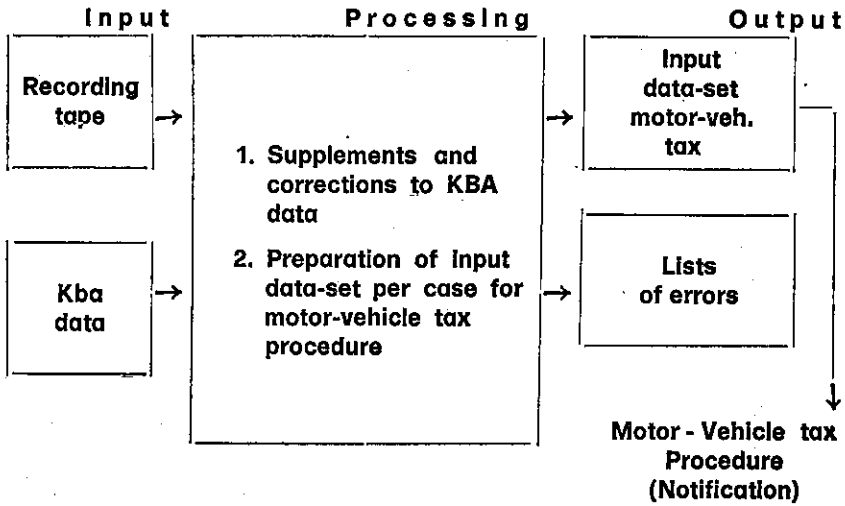 Input
Processing
Output
Recording
tape
Kba
data
1. Supplements and
corrections to KBA
data
2. Preparation of input
data-set per case for
motor-vehicle tax
procedure
Input
data-set
motor-veh.
tax
Lists
of errors
Motor - Vehicle tax
Procedure
(Notification)